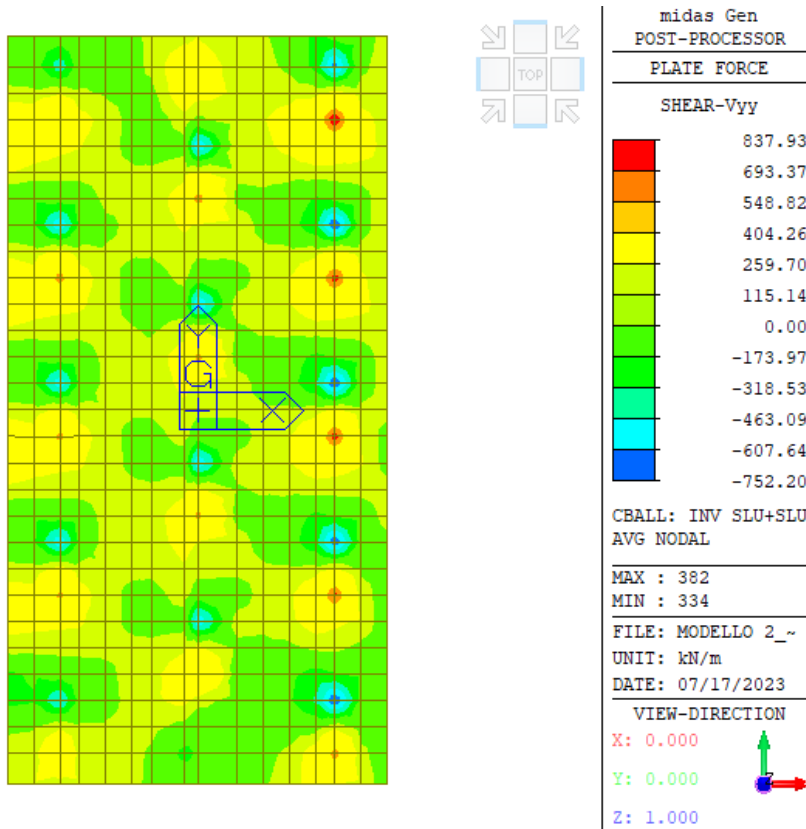 TOP
G
X
Y
midas Gen
POST-PROCESSOR
PLATE FORCE
SHEAR-Vyy
837.93
693.37
548.82
404.26
259.70
115.14
0.00
-173.97
-318.53
-463.09
-607.64
-752.20
CBALL: INV SLU+SLU
AVG NODAL
MAX : 382
MIN : 334
FILE: MODELLO 2_~
UNIT: kN/m
DATE: 07/17/2023
VIEW-DIRECTION
X: 0.000
Y: 0.000
Z: 1.000